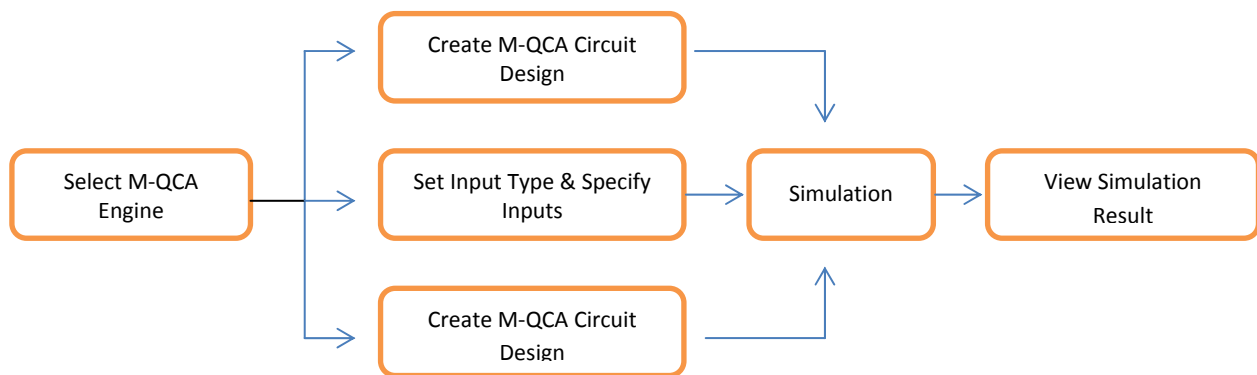 Select M-QCA
Engine
Create M-QCA Circuit
Design
Set Input Type & Specify
Inputs
Create M-QCA Circuit
Design
Simulation
View Simulation
Result